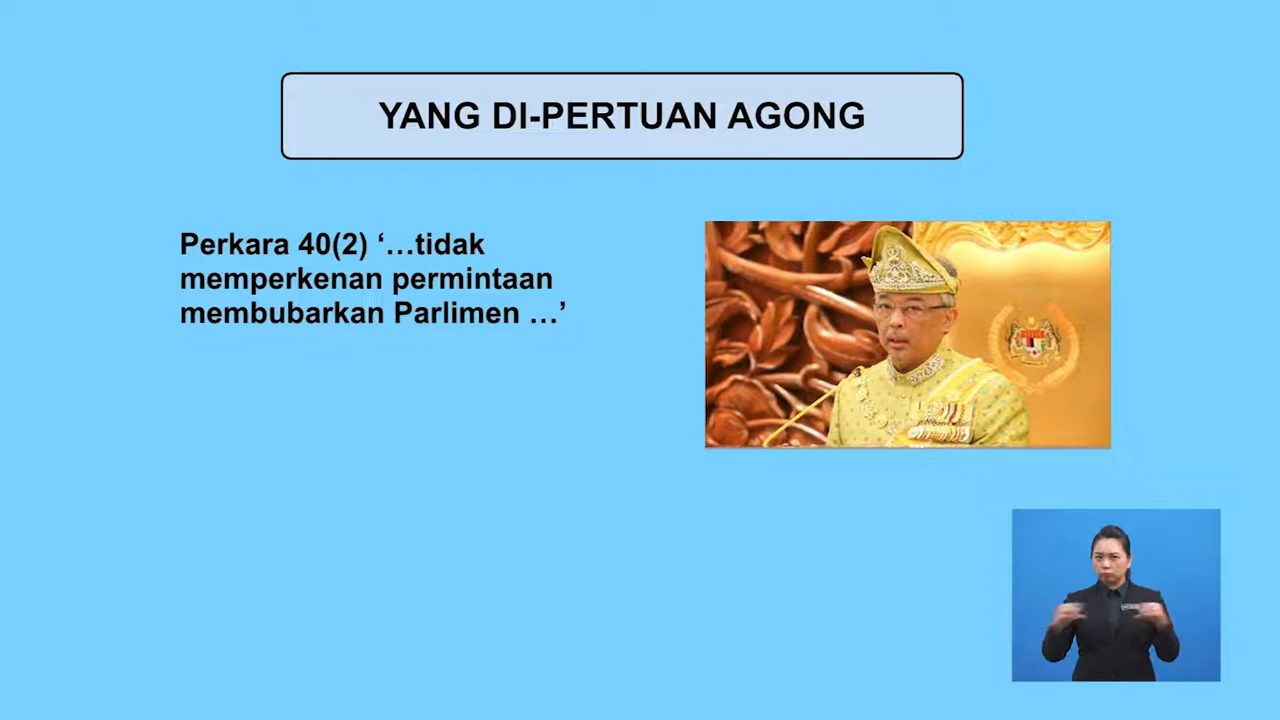 YANG DI-PERTUAN AGONG
Perkara 40(2) ‘…tidak
memperkenan permintaan
membubarkan Parlimen …’